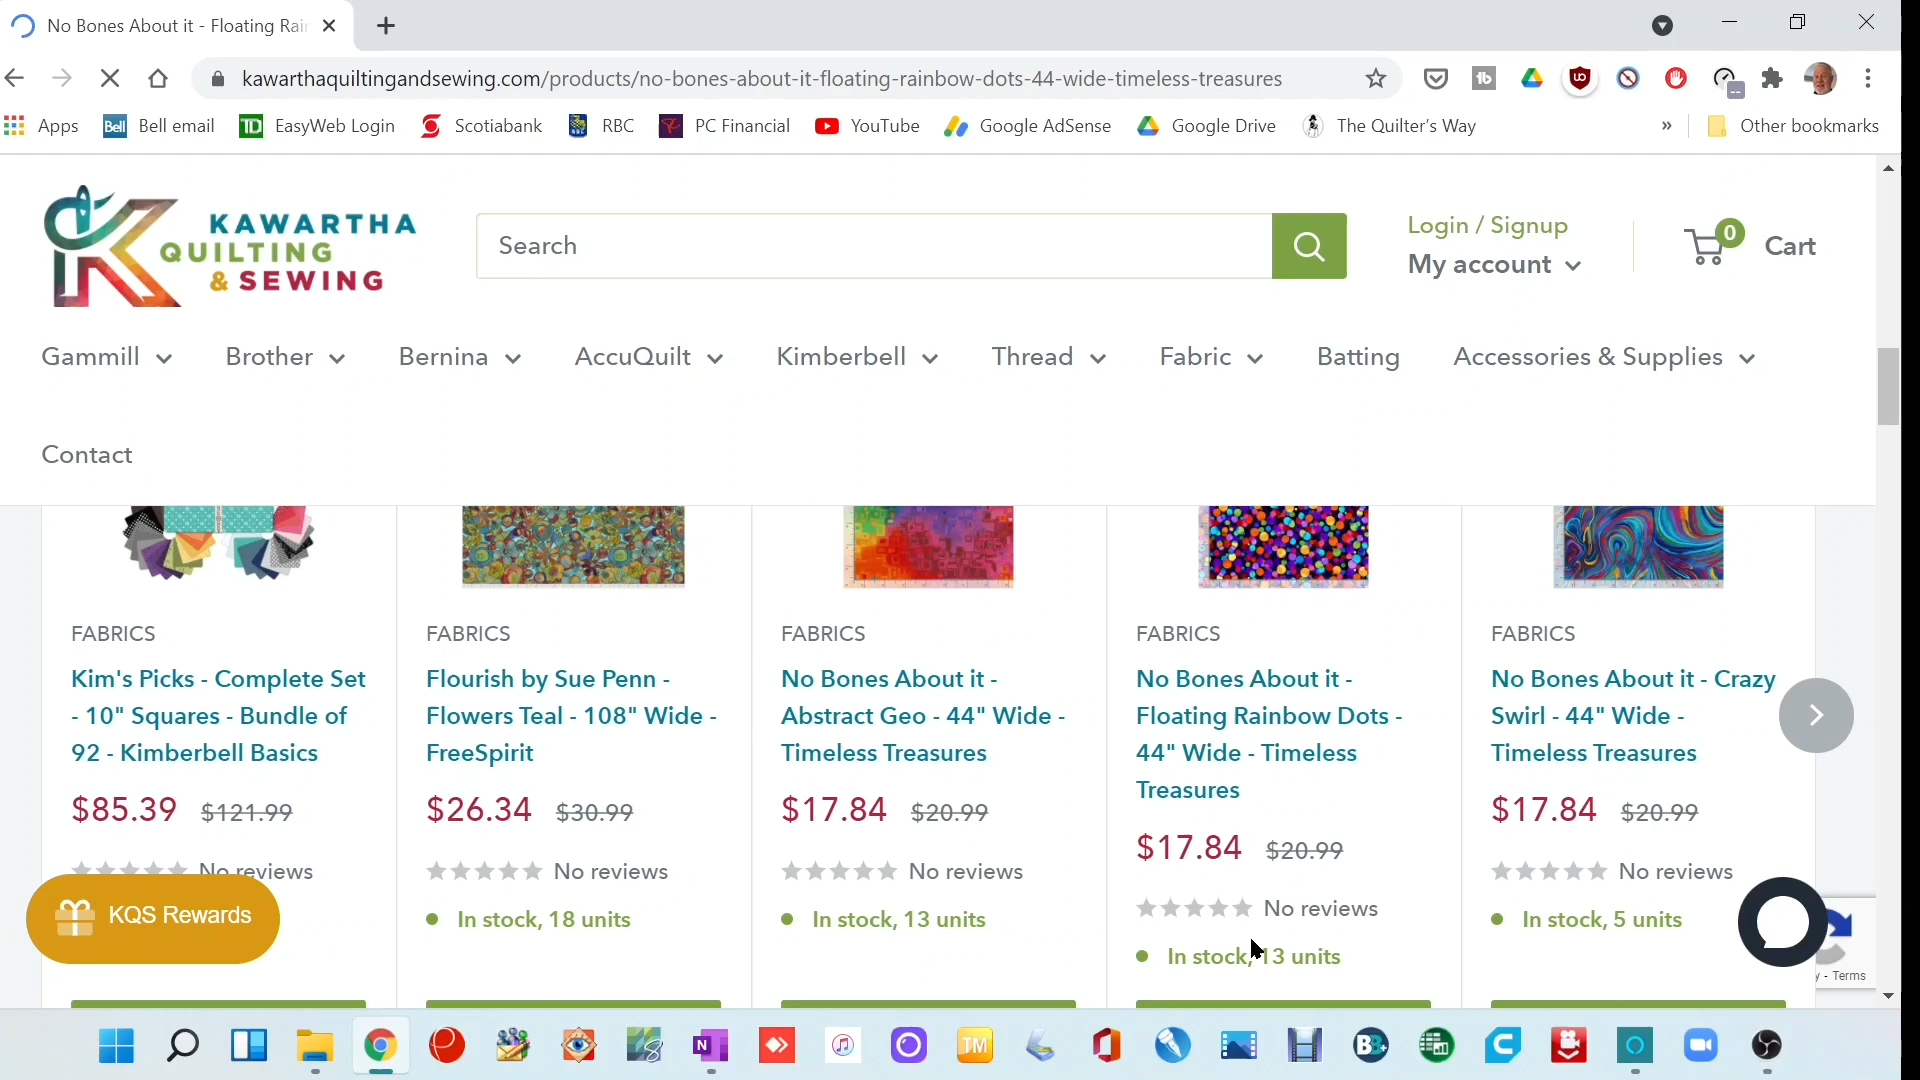 No Bones About it - Floating Rai
kawarthaquiltingandsewing.com/products/no-bones-about-it-floating-rainbow-dots-44-wide-timeless-treasures
Apps Bell Bell email TD EasyWeb Login Scotiabank RBC RBC PC Financial YouTube Google AdSense Google Drive The Quilter's Way » Other bookmarks
KAWARTHA
QUILTING
& SEWING
Search
Login / Signup
My account
0
Cart
Gammill Brother Bernina AccuQuilt Kimberbell Thread Fabric Batting Accessories & Supplies
Contact
FABRICS
Kim's Picks - Complete Set
- 10" Squares - Bundle of
92 - Kimberbell Basics
$85.39 $121.99
No reviews
FABRICS
Flourish by Sue Penn -
Flowers Teal - 108" Wide -
FreeSpirit
$26.34 $30.99
No reviews
In stock, 18 units
FABRICS
No Bones About it -
Abstract Geo - 44" Wide -
Timeless Treasures
$17.84 $20.99
No reviews
In stock, 13 units
FABRICS
No Bones About it -
Floating Rainbow Dots -
44" Wide - Timeless
Treasures
$17.84 $20.99
No reviews
In stock, 13 units
FABRICS
No Bones About it - Crazy
Swirl - 44" Wide -
Timeless Treasures
$17.84 $20.99
No reviews
In stock, 5 units
KQS Rewards
y - Terms
N TM BB+